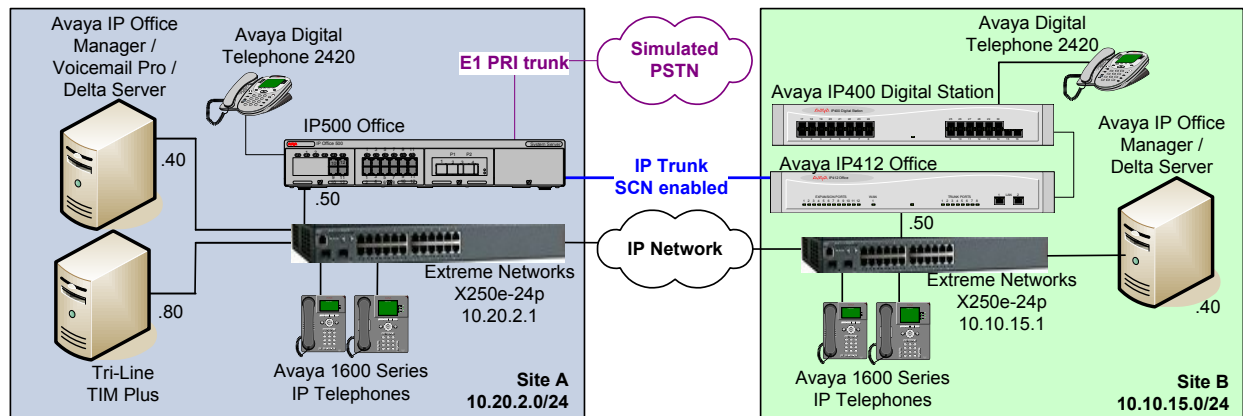 Avaya IP Office
Manager /
Voicemail Pro /
Delta Server
Avaya Digital
Telephone 2420
E1 PRI trunk
Simulated
PSTN
IP500 Office
.40
.50
.80
Tri-Line
TIM Plus
Extreme Networks
X250e-24p
10.20.2.1
Avaya 1600 Series
IP Telephones
Site A
10.20.2.0/24
IP Trunk
SCN enabled
IP Network
Avaya Digital
Telephone 2420
Avaya IP400 Digital Station
Avaya IP412 Office
Avaya IP Office
Manager /
Delta Server
.50
.40
Extreme Networks
X250e-24p
10.10.15.1
Avaya 1600 Series
IP Telephones
Site B
10.10.15.0/24